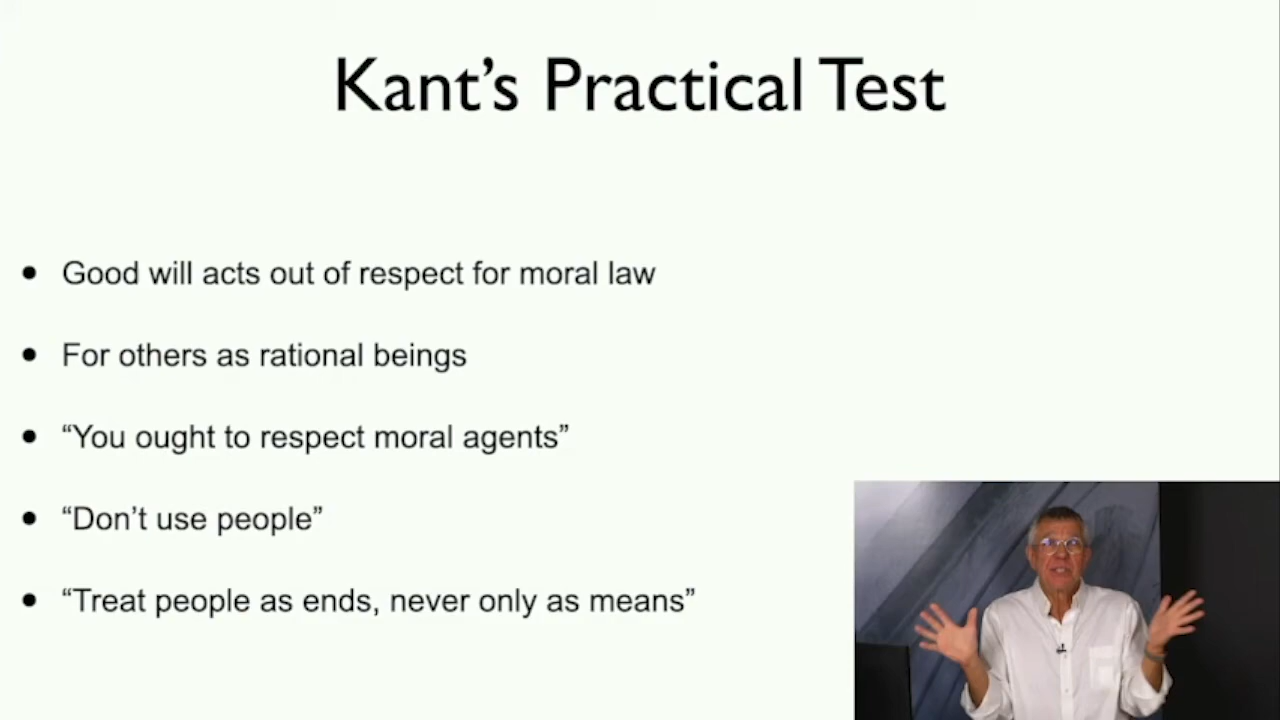 Kant’s Practical Test
• Good will acts out of respect for moral law
• For others as rational beings
• “You ought to respect moral agents”
• “Don’t use people”
• “Treat people as ends, never only as means”